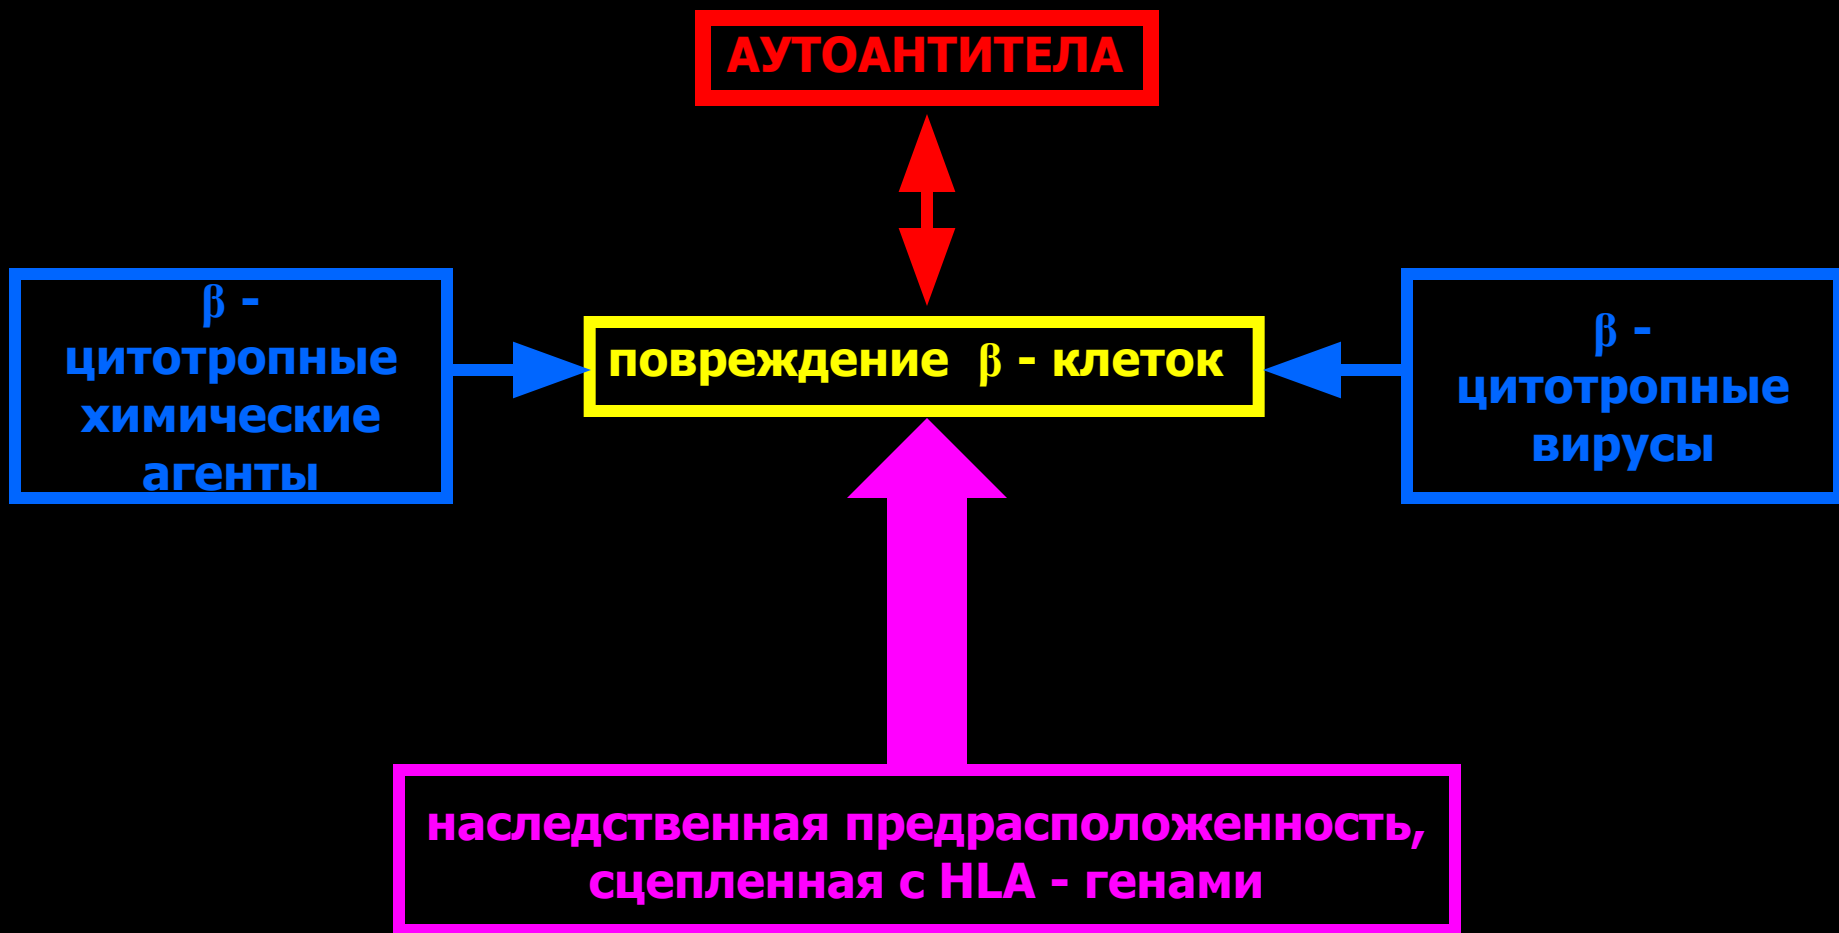 АУТОАНТИТЕЛА
β -
цитотропные
химические
агенты
повреждение β - клеток
β -
цитотропные
вирусы
наследственная предрасположенность,
сцепленная с HLA - генами